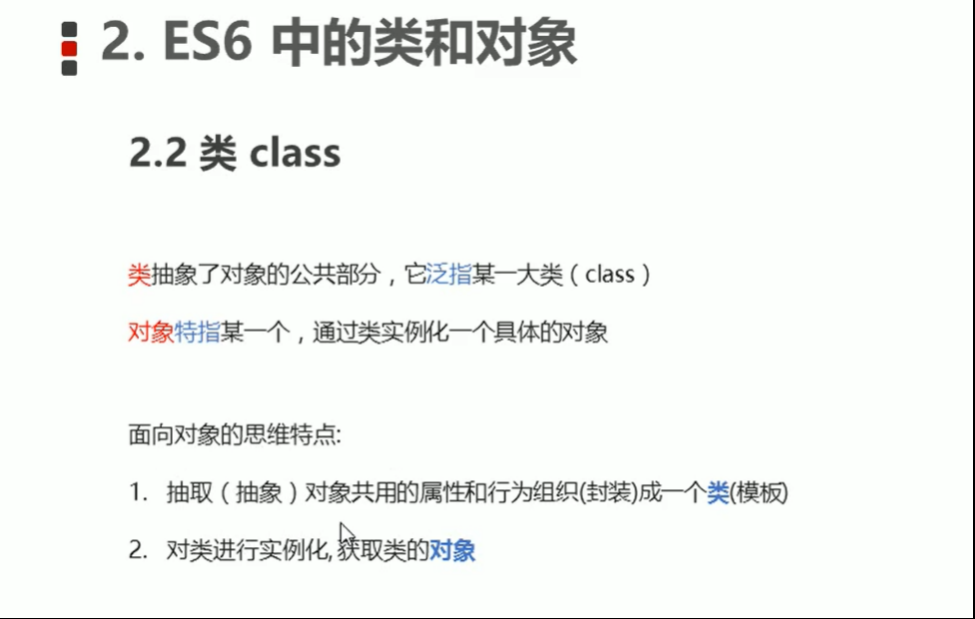 2. ES6 中的类和对象
2.2 类 class
类抽象了对象的公共部分，它泛指某一大类（class）
对象特指某一个，通过类实例化一个具体的对象
面向对象的思维特点:
1. 抽取（抽象）对象共用的属性和行为组织(封装)成一个类(模板)
2. 对类进行实例化, 获取类的对象